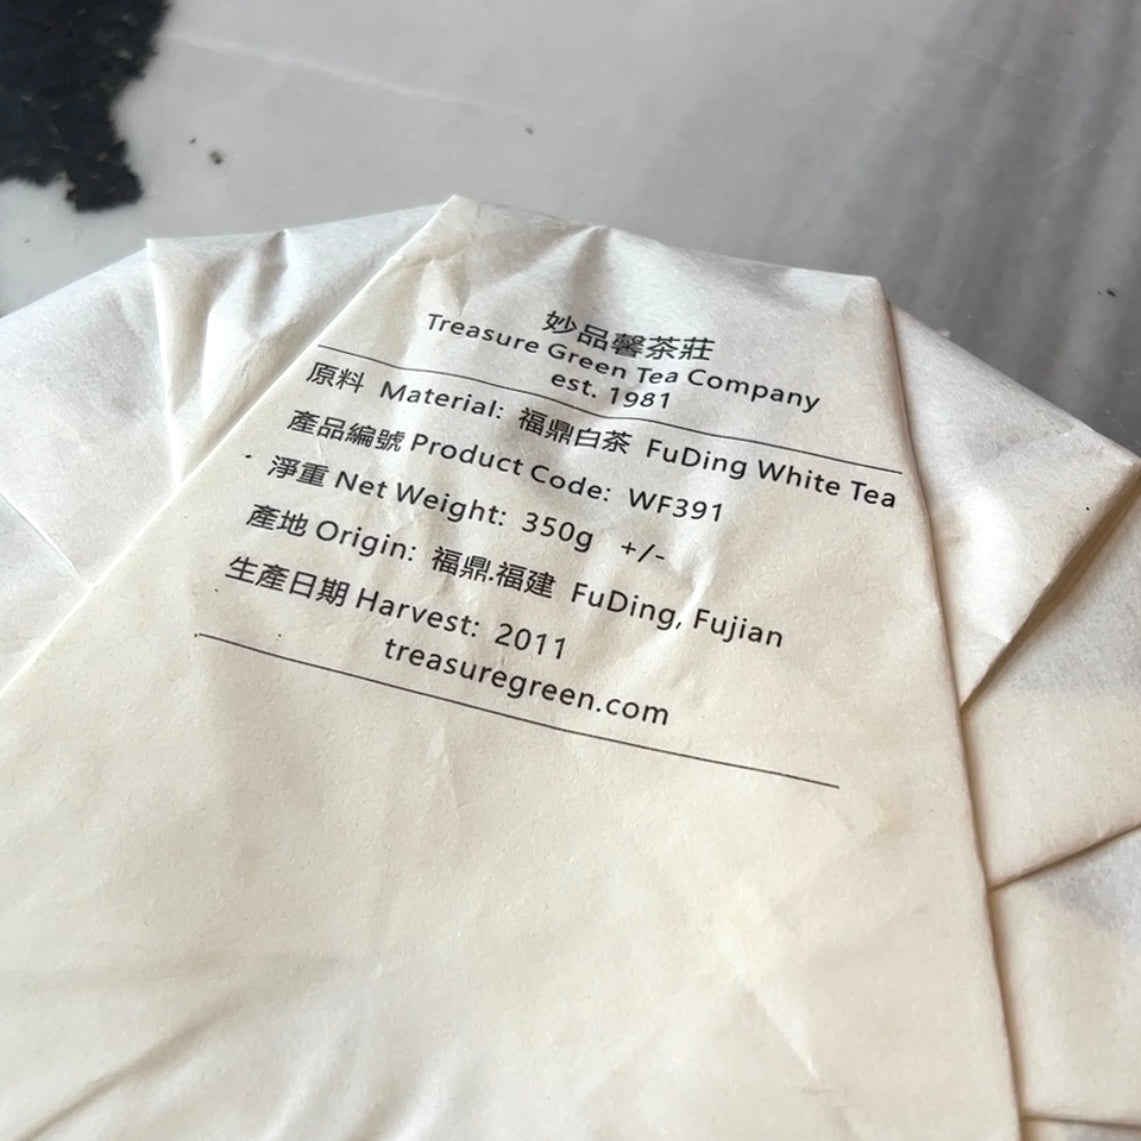 妙品馨茶莊
Treasure Green Tea Company
est. 1981
原料 Material: 福鼎白茶 FuDing White Tea
產品編號 Product Code: WF391
淨重 Net Weight: 350g +/-
產地 Origin: 福鼎.福建 FuDing, Fujian
生產日期 Harvest: 2011
treasuregreen.com